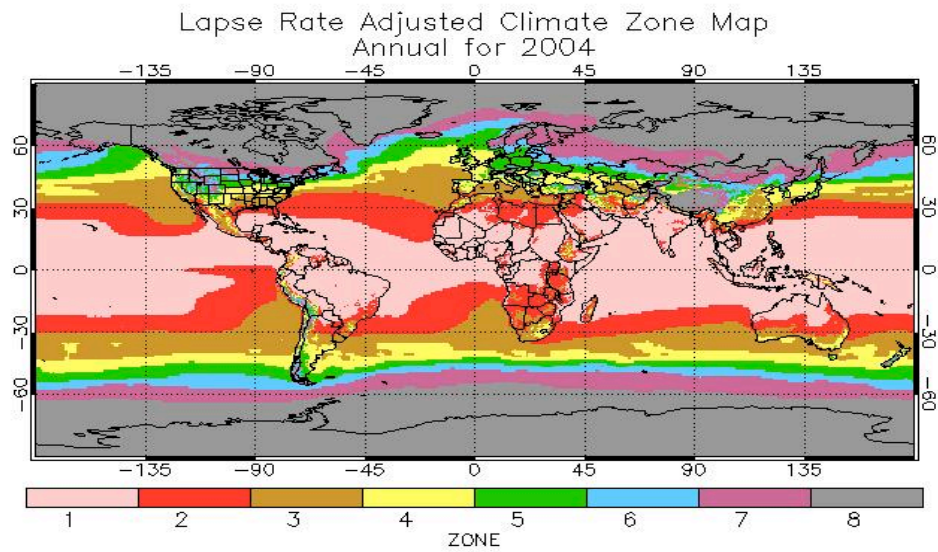 Lapse Rate Adjusted Climate Zone Map
Annual for 2004
-135 -90 -45 0 45 90 135
60 60
30 30
0 0
-30 -30
-60 -60
-135 -90 -45 0 45 90 135
1 2 3 4 5 6 7 8
ZONE